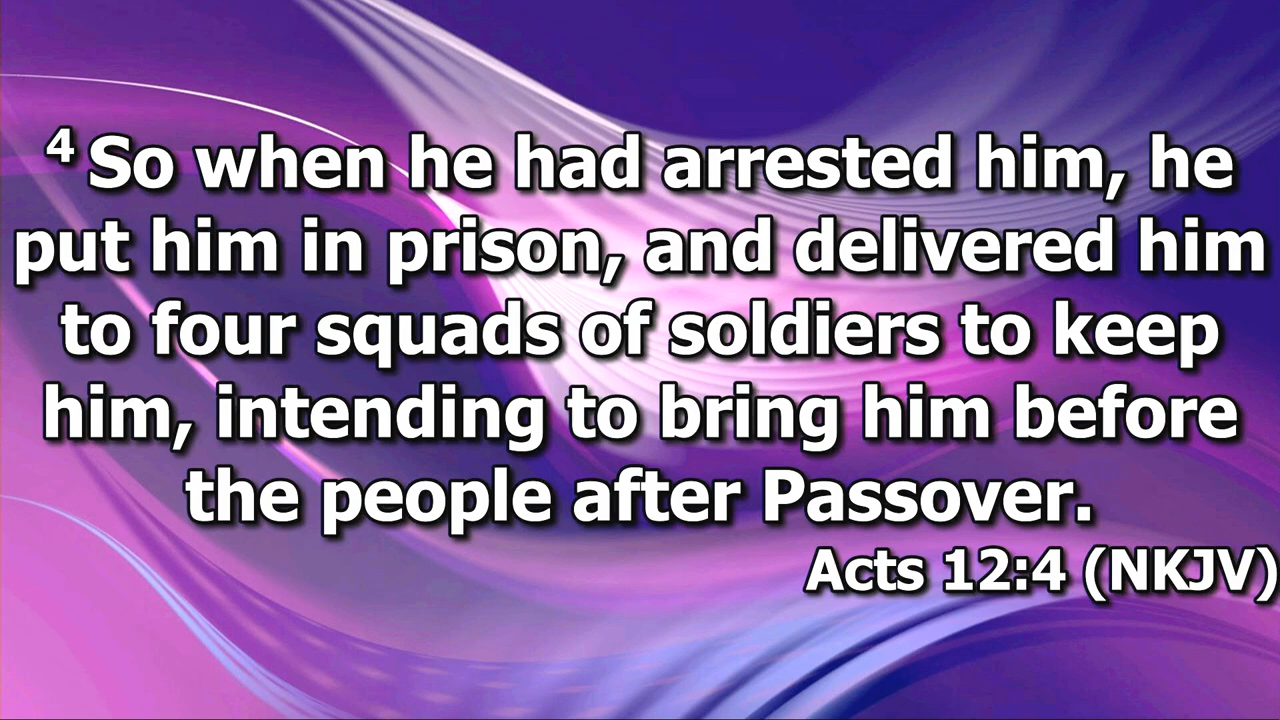 4 So when he had arrested him, he
put him in prison, and delivered him
to four squads of soldiers to keep
him, intending to bring him before
the people after Passover.
Acts 12:4 (NKJV)